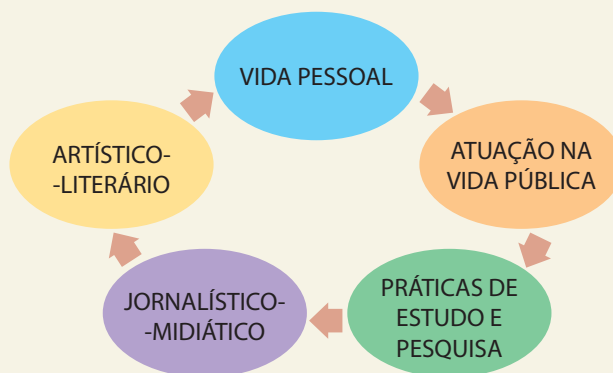 VIDA PESSOAL
ATUAÇÃO NA
VIDA PÚBLICA
PRÁTICAS DE
ESTUDO E
PESQUISA
JORNALÍSTICO-
-MIDIÁTICO
ARTÍSTICO-
-LITERÁRIO